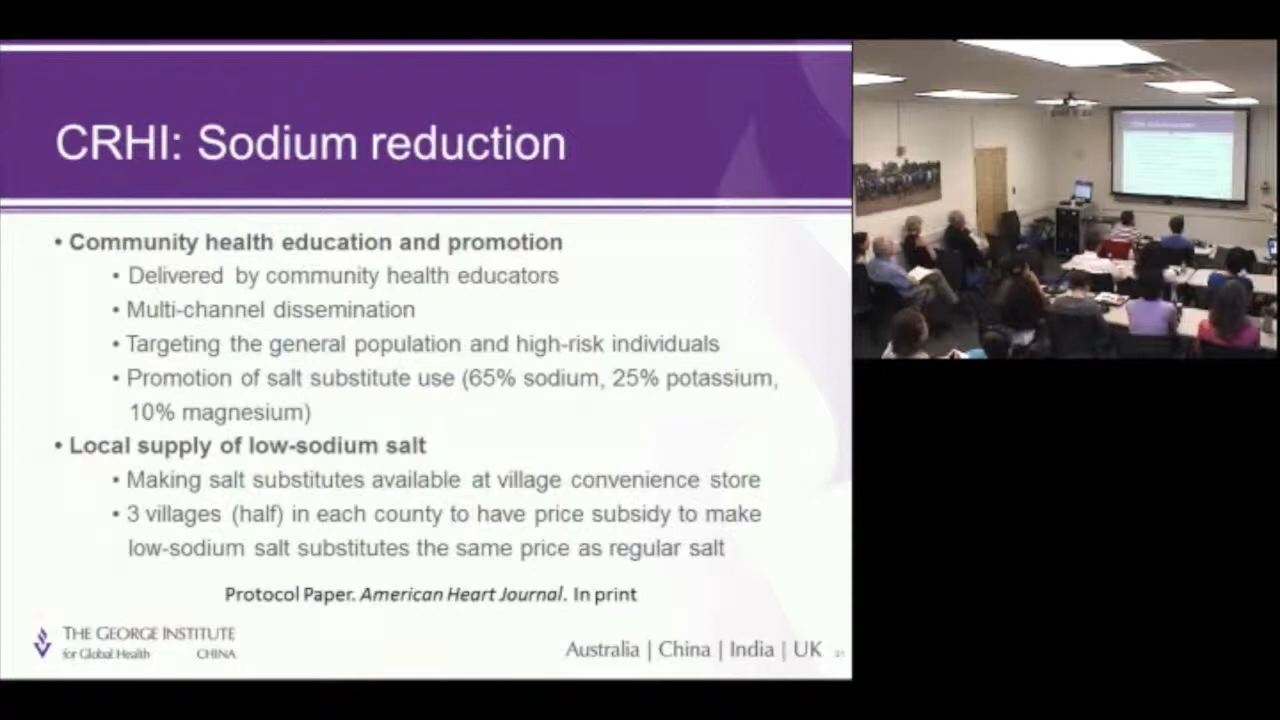 CRHI: Sodium reduction
• Community health education and promotion
• Delivered by community health educators
• Multi-channel dissemination
• Targeting the general population and high-risk individuals
• Promotion of salt substitute use (65% sodium, 25% potassium,
10% magnesium)
• Local supply of low-sodium salt
• Making salt substitutes available at village convenience store
• 3 villages (half) in each county to have price subsidy to make
low-sodium salt substitutes the same price as regular salt
Protocol Paper. American Heart Journal. In print
THE GEORGE INSTITUTE
for Global Health CHINA
Australia | China | India | UK